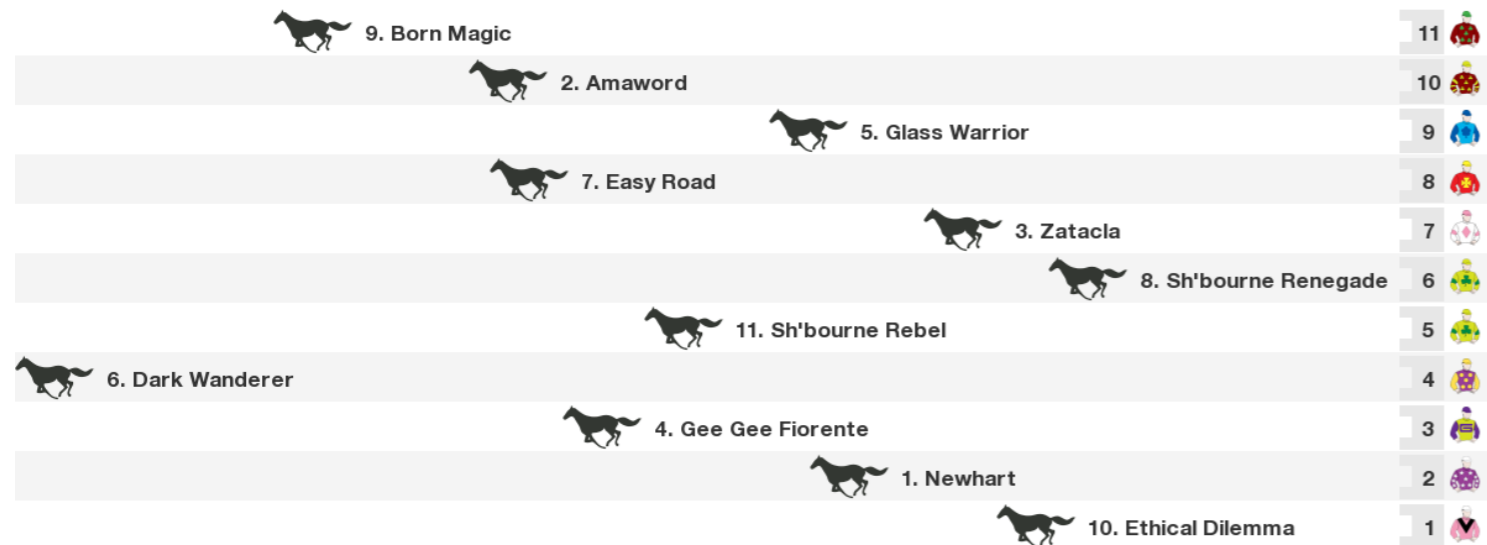 9. Born Magic 11
2. Amaword 10
5. Glass Warrior 9
7. Easy Road 8
3. Zatacla 7
8. Sh'bourne Renegade 6
11. Sh'bourne Rebel 5
6. Dark Wanderer 4
4. Gee Gee Fiorente 3
1. Newhart 2
10. Ethical Dilemma 1